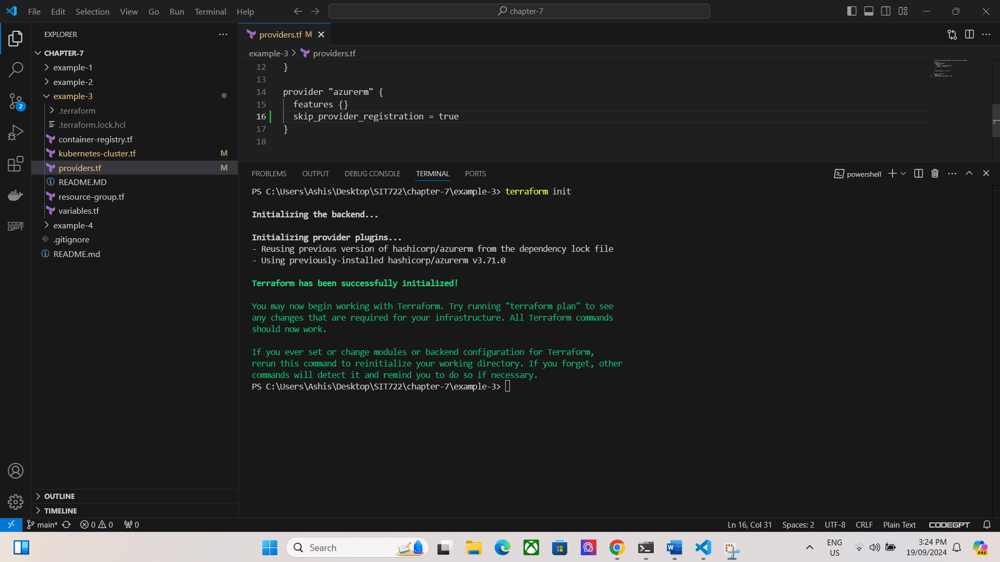 File Edit Selection View Go Run Terminal Help
chapter-7
EXPLORER
CHAPTER-7
example-1
example-2
example-3
.terraform
.terraform.lock.hcl
container-registry.tf
kubernetes-cluster.tf M
providers.tf M
README.MD
resource-group.tf
variables.tf
example-4
.gitignore
README.md
OUTLINE
TIMELINE
2
CODE
GPT
providers.tf M
example-3 > providers.tf
12 }
13
14 provider "azurerm" {
15 features {}
16 skip_provider_registration = true
17 }
18
PROBLEMS OUTPUT DEBUG CONSOLE TERMINAL PORTS
powershell
PS C:\Users\Ashis\Desktop\SIT722\chapter-7\example-3> terraform init
Initializing the backend...
Initializing provider plugins...
- Reusing previous version of hashicorp/azurerm from the dependency lock file
- Using previously-installed hashicorp/azurerm v3.71.0
Terraform has been successfully initialized!
You may now begin working with Terraform. Try running "terraform plan" to see
any changes that are required for your infrastructure. All Terraform commands
should now work.
If you ever set or change modules or backend configuration for Terraform,
rerun this command to reinitialize your working directory. If you forget, other
commands will detect it and remind you to do so if necessary.
PS C:\Users\Ashis\Desktop\SIT722\chapter-7\example-3>
main* 0 0 0
Ln 16, Col 31 Spaces: 2 UTF-8 CRLF Plain Text CODEGPT
Search
ENG
US
3:24 PM
19/09/2024
PRE